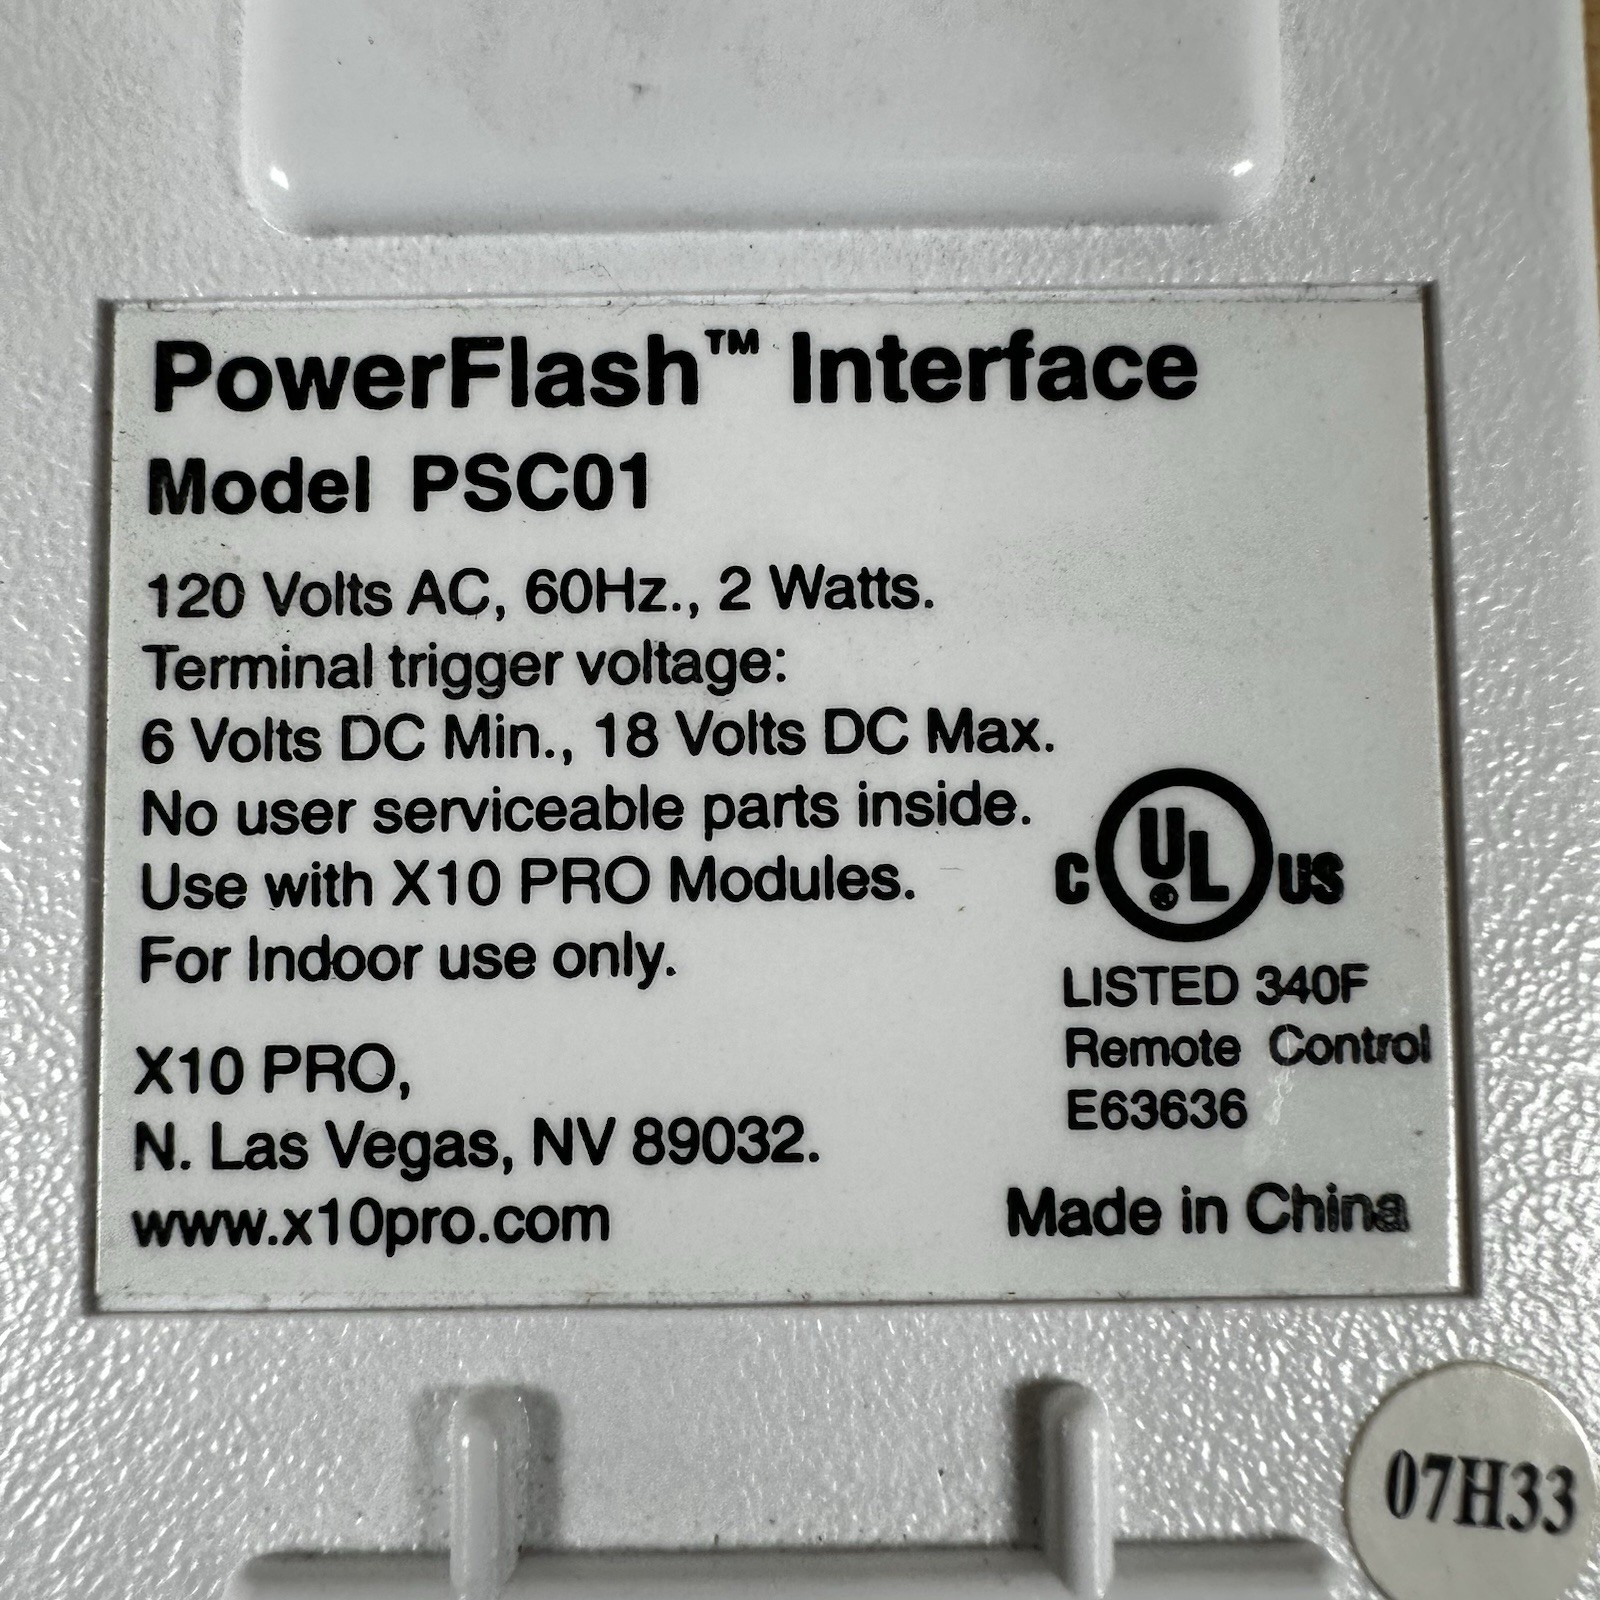 PowerFlash™ Interface
Model PSC01
120 Volts AC, 60Hz., 2 Watts.
Terminal trigger voltage:
6 Volts DC Min., 18 Volts DC Max.
No user serviceable parts inside.
Use with X10 PRO Modules.
For Indoor use only.
X10 PRO,
N. Las Vegas, NV 89032.
www.x10pro.com
C UL® US
LISTED 340F
Remote Control
E63636
Made in China
07H33